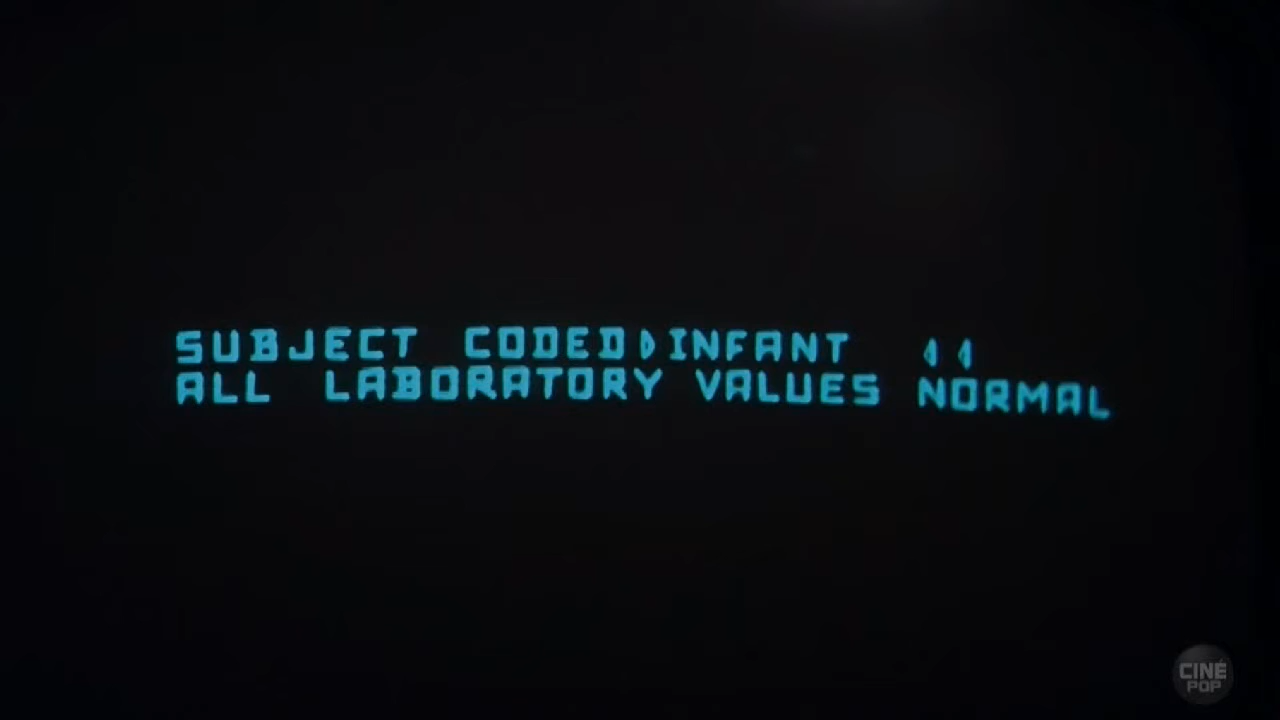 SUBJECT CODED▷INFANT ◁◁
ALL LABORATORY VALUES NORMAL
CINÉ
POP